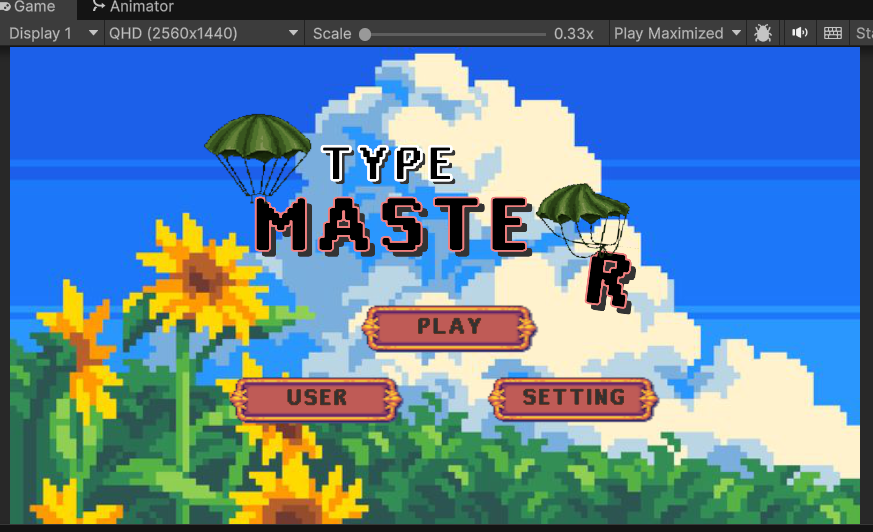 Game Animator
Display 1 QHD (2560x1440) Scale 0.33x Play Maximized
TYPE
MASTE
R
PLAY
USER SETTING